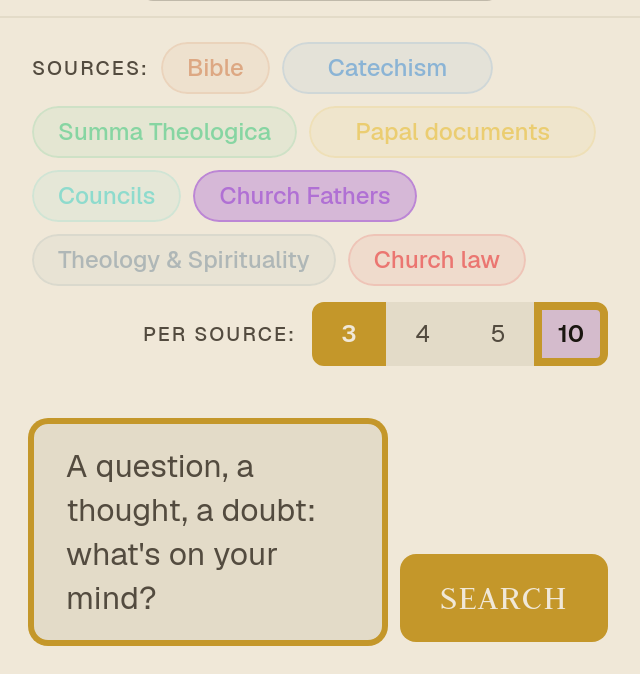 SOURCES: Bible Catechism
Summa Theologica Papal documents
Councils Church Fathers
Theology & Spirituality Church law
PER SOURCE: 3 4 5 10
A question, a
thought, a doubt:
what's on your
mind?
SEARCH